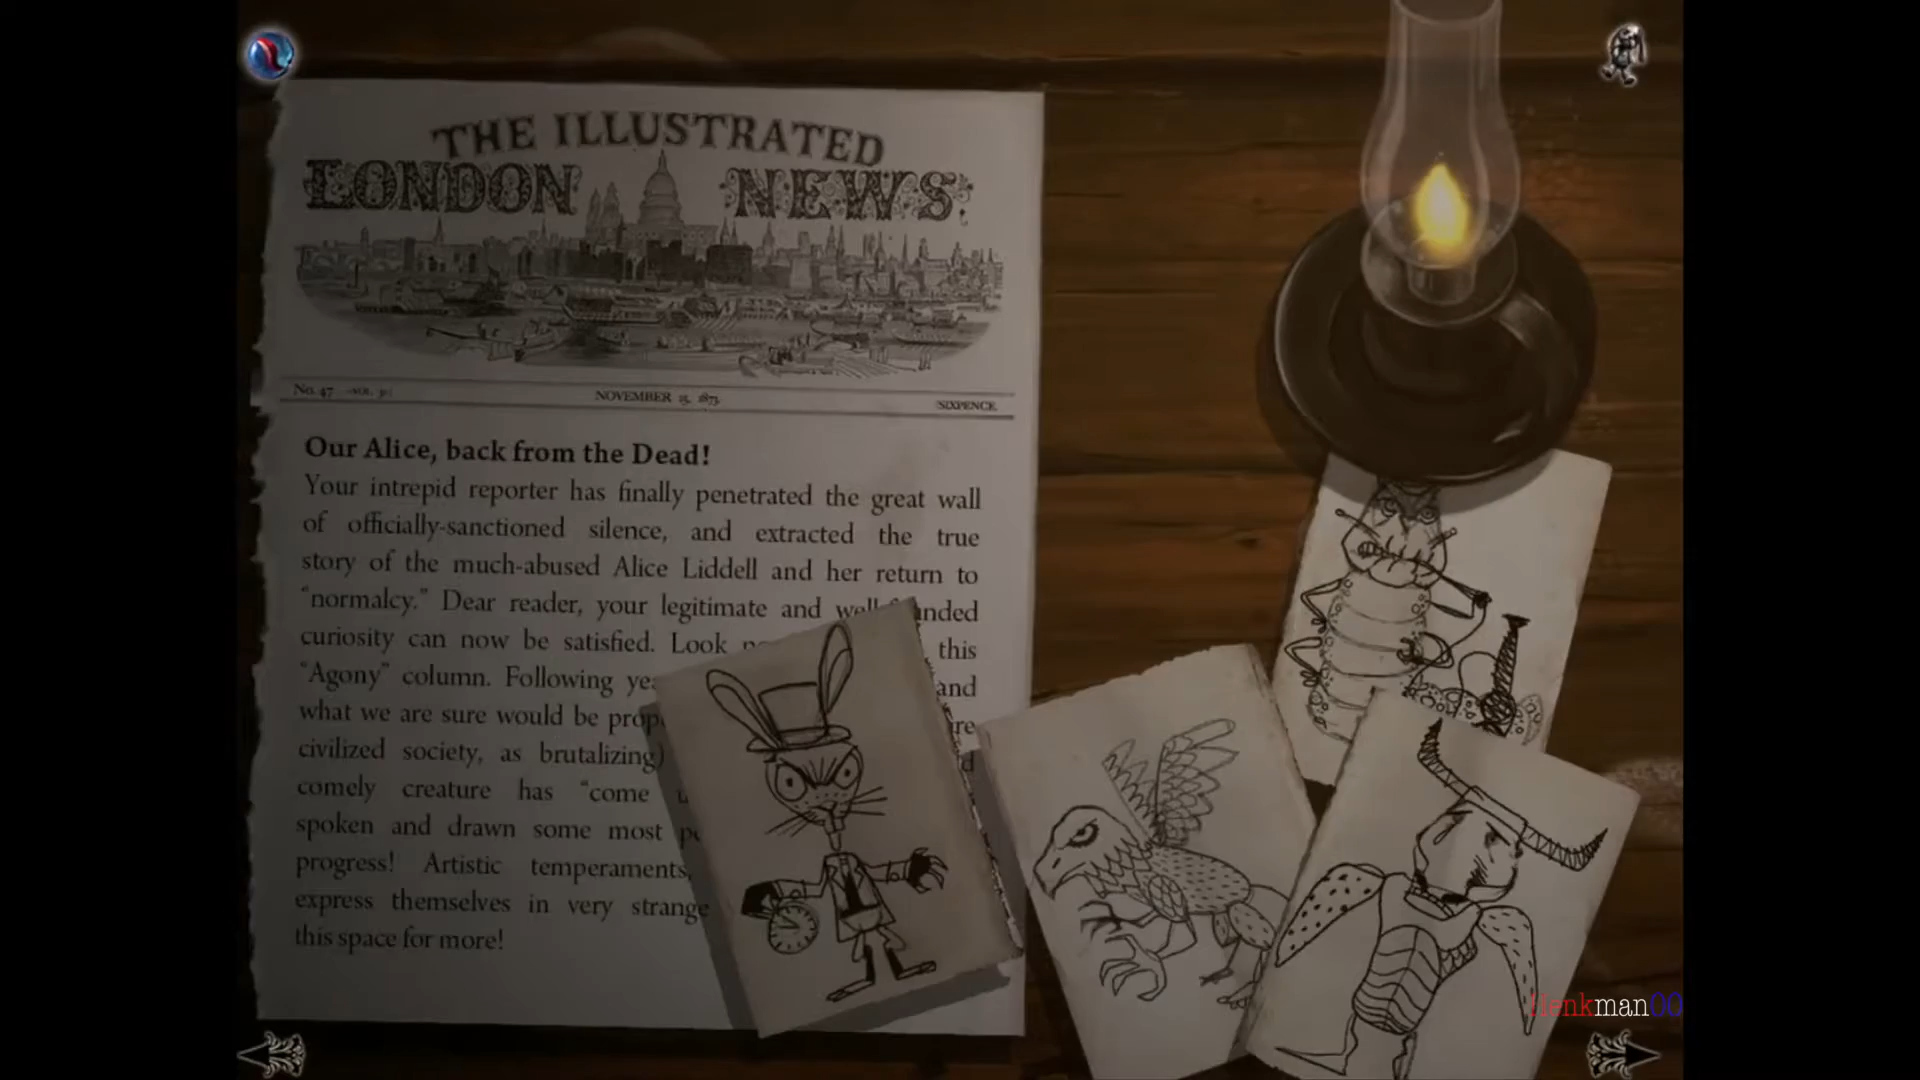 THE ILLUSTRATED
LONDON NEWS
No. 47
NOVEMBER 15, 1873
SIXPENCE
Our Alice, back from the Dead!
Your intrepid reporter has finally penetrated the great wall
of officially-sanctioned silence, and extracted the true
story of the much-abused Alice Liddell and her return to
“normalcy.” Dear reader, your legitimate and
curiosity can now be satisfied. Look this
“Agony” column. Following and
what we are sure would be
civilized society, as brutalizing)
comely creature has “come
spoken and drawn some most
progress! Artistic temperaments,
express themselves in very strange
this space for more!
Henkman00